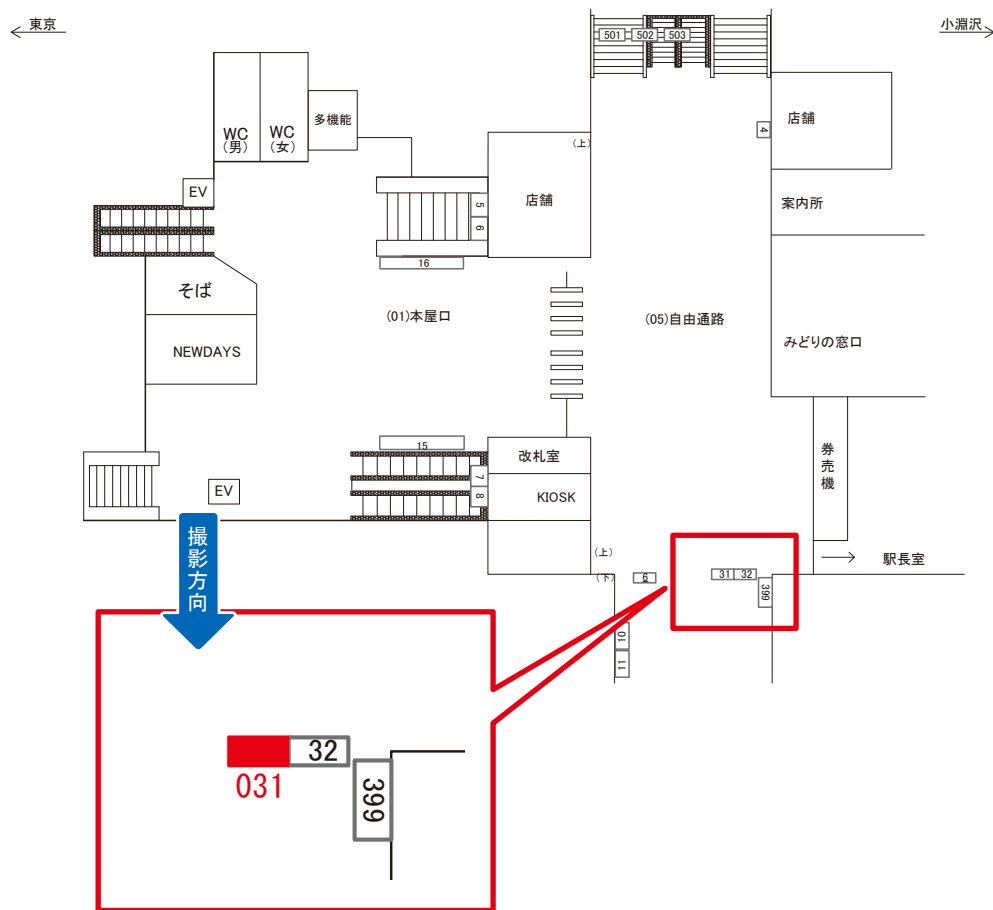 東京
小淵沢
501
502
503
WC
(男)
WC
(女)
多機能
4
店舗
(上)
EV
5
6
店舗
案内所
16
そば
(01)本屋口
(05)自由通路
みどりの窓口
NEWDAYS
15
改札室
券売機
7
8
KIOSK
EV
撮影方向
(上)
(下)
6
31
32
399
駅長室
10
11
32
031
399